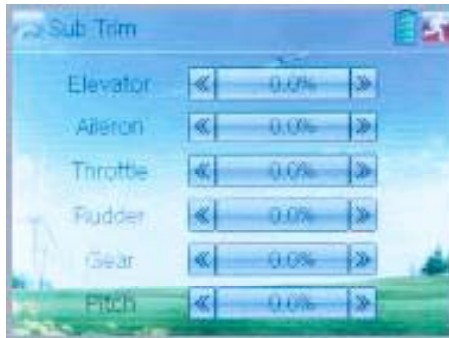 Sub Trim
Elevator « 0.0% »
Aileron « 0.0% »
Throttle « 0.0% »
Rudder « 0.0% »
Gear « 0.0% »
Pitch « 0.0% »